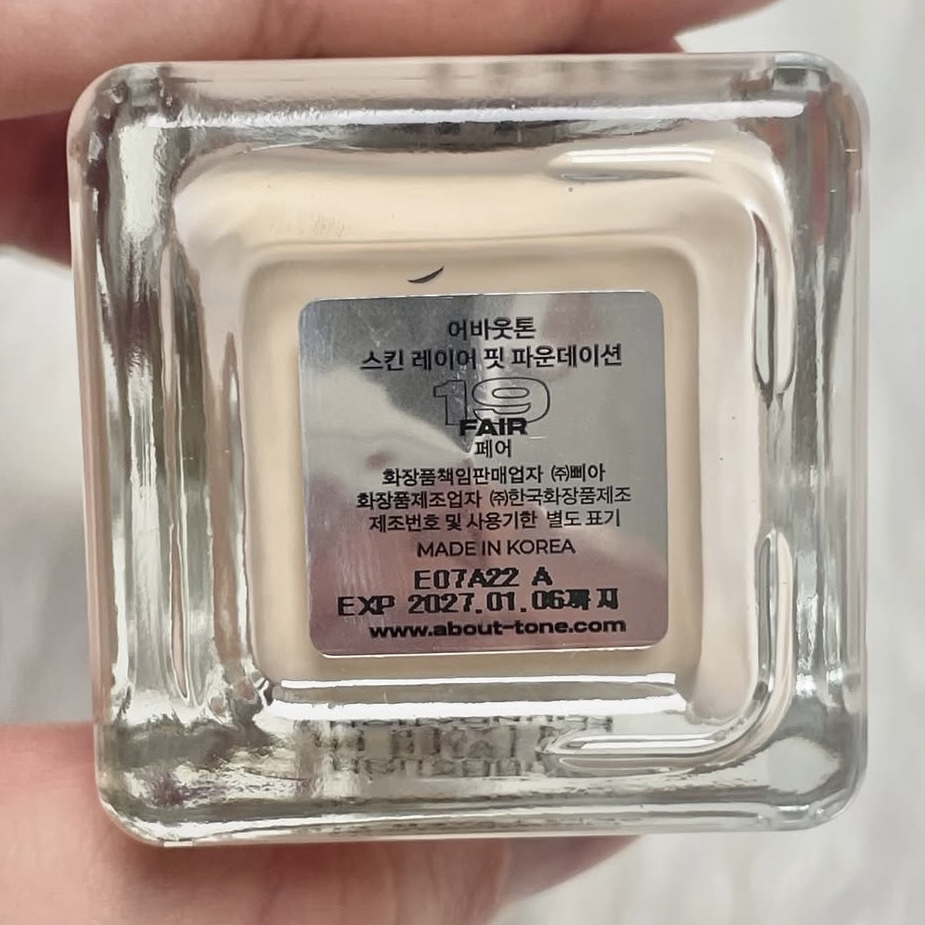 어바웃톤
스킨 레이어 핏 파운데이션
19
FAIR
페어
화장품책임판매업자 ㈜삐아
화장품제조업자 ㈜한국화장품제조
제조번호 및 사용기한 별도 표기
MADE IN KOREA
E07A22 A
EXP 2027.01.06까지
www.about-tone.com